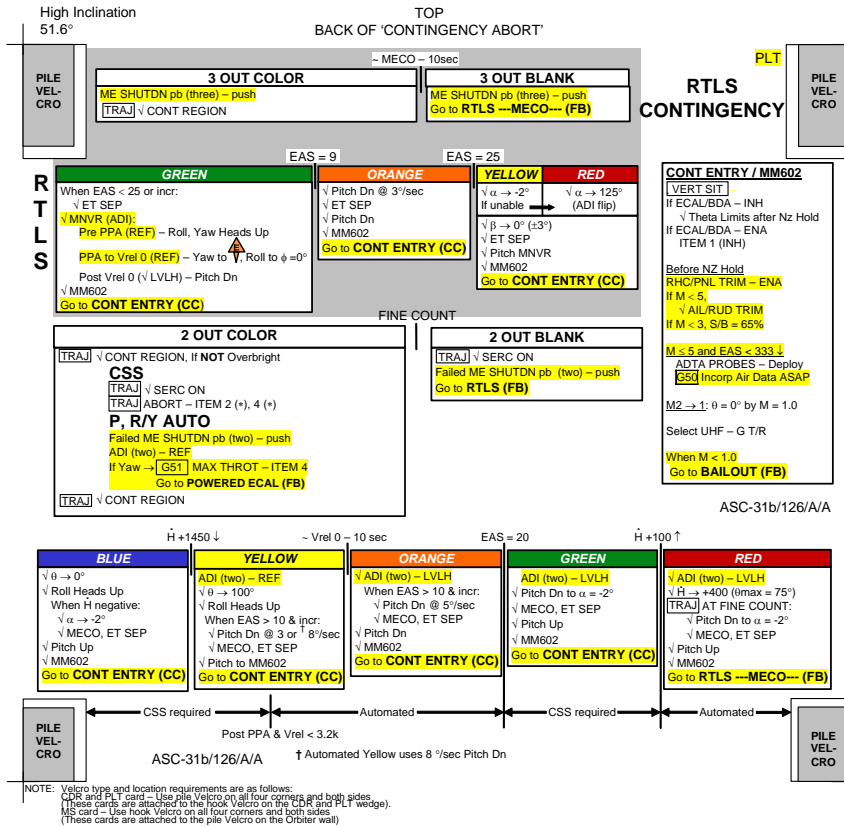 High Inclination
51.6°
TOP
BACK OF 'CONTINGENCY ABORT'
PILE VEL-CRO
~ MECO – 10sec
PLT
PILE VEL-CRO
3 OUT COLOR
ME SHUTDN pb (three) – push
TRAJ √ CONT REGION
3 OUT BLANK
ME SHUTDN pb (three) – push
Go to RTLS ---MECO--- (FB)
RTLS
CONTINGENCY
RTLS
EAS = 9
EAS = 25
GREEN
When EAS < 25 or incr:
√ ET SEP
√ MNVR (ADI):
Pre PPA (REF) – Roll, Yaw Heads Up
PPA to Vrel 0 (REF) – Yaw to E, Roll to ϕ =0°
Post Vrel 0 (√ LVLH) – Pitch Dn
√ MM602
Go to CONT ENTRY (CC)
ORANGE
√ Pitch Dn @ 3°/sec
√ ET SEP
√ Pitch Dn
√ MM602
Go to CONT ENTRY (CC)
YELLOW
√ α → -2°
If unable
RED
√ α → 125°
(ADI flip)
√ β → 0° (±3°)
√ ET SEP
√ Pitch MNVR
√ MM602
Go to CONT ENTRY (CC)
CONT ENTRY / MM602
VERT SIT
If ECAL/BDA – INH
√ Theta Limits after Nz Hold
If ECAL/BDA – ENA
ITEM 1 (INH)
Before NZ Hold
RHC/PNL TRIM – ENA
If M < 5,
√ AIL/RUD TRIM
If M < 3, S/B = 65%
M ≤ 5 and EAS < 333 ↓
ADTA PROBES – Deploy
G50 Incorp Air Data ASAP
M2 → 1: θ = 0° by M = 1.0
Select UHF – G T/R
When M < 1.0
Go to BAILOUT (FB)
FINE COUNT
2 OUT COLOR
TRAJ √ CONT REGION, If NOT Overbright
CSS
TRAJ √ SERC ON
TRAJ ABORT – ITEM 2 (*), 4 (*)
P, R/Y AUTO
Failed ME SHUTDN pb (two) – push
ADI (two) – REF
If Yaw → G51 MAX THROT – ITEM 4
Go to POWERED ECAL (FB)
TRAJ √ CONT REGION
2 OUT BLANK
TRAJ √ SERC ON
Failed ME SHUTDN pb (two) – push
Go to RTLS (FB)
ASC-31b/126/A/A
Ḣ +1450 ↓
~ Vrel 0 – 10 sec
EAS = 20
Ḣ +100 ↑
BLUE
√ θ → 0°
√ Roll Heads Up
When Ḣ negative:
√ α → -2°
√ MECO, ET SEP
√ Pitch Up
√ MM602
Go to CONT ENTRY (CC)
YELLOW
ADI (two) – REF
√ θ → 100°
√ Roll Heads Up
When EAS > 10 & incr:
√ Pitch Dn @ 3 or † 8°/sec
√ MECO, ET SEP
√ Pitch to MM602
Go to CONT ENTRY (CC)
ORANGE
√ ADI (two) – LVLH
When EAS > 10 & incr:
√ Pitch Dn @ 5°/sec
√ MECO, ET SEP
√ Pitch Dn
√ MM602
Go to CONT ENTRY (CC)
GREEN
ADI (two) – LVLH
√ Pitch Dn to α = -2°
√ MECO, ET SEP
√ Pitch Up
√ MM602
Go to CONT ENTRY (CC)
RED
√ ADI (two) – LVLH
√ Ḣ → +400 (θmax = 75°)
TRAJ AT FINE COUNT:
√ Pitch Dn to α = -2°
√ MECO, ET SEP
√ Pitch Up
√ MM602
Go to RTLS ---MECO--- (FB)
PILE VEL-CRO
CSS required
Automated
CSS required
Automated
PILE VEL-CRO
Post PPA & Vrel < 3.2k
ASC-31b/126/A/A
† Automated Yellow uses 8 °/sec Pitch Dn
NOTE: Velcro type and location requirements are as follows:
CDR and PLT card – Use pile Velcro on all four corners and both sides
(These cards are attached to the hook Velcro on the CDR and PLT wedge).
MS card – Use hook Velcro on all four corners and both sides
(These cards are attached to the pile Velcro on the Orbiter wall)